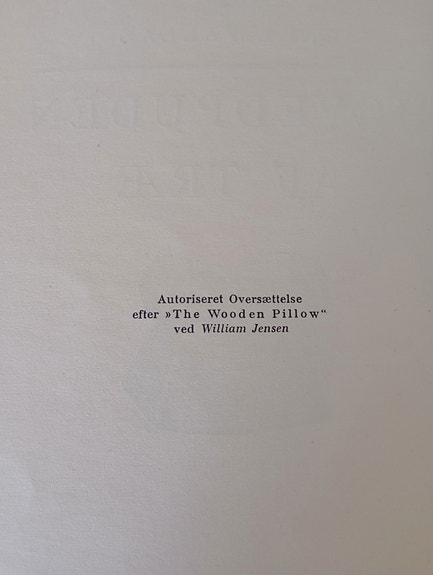 Autoriseret Oversættelse
efter »The Wooden Pillow“
ved William Jensen